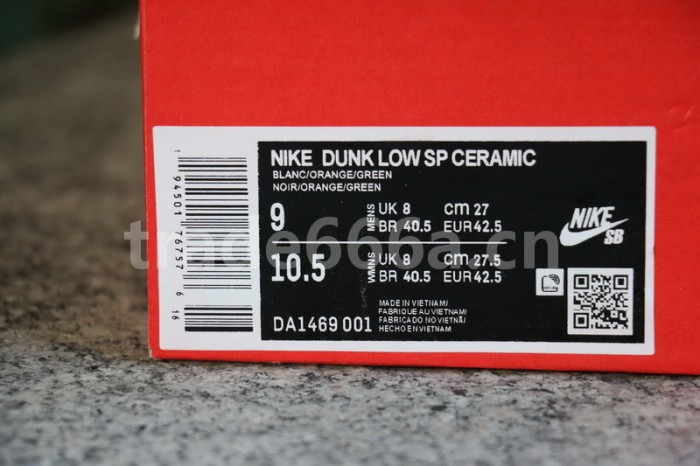 NIKE DUNK LOW SP CERAMIC
BLANC/ORANGE/GREEN
NOIR/ORANGE/GREEN
9 MENS UK 8 cm 27
BR 40.5 EUR 42.5
10.5 WMNS UK 8 cm 27.5
BR 40.5 EUR 42.5
NIKE
SB
MADE IN VIETNAM/
FABRIQUE AU VIETNAM/
FABRICADO NO VIETNÃ/
HECHO EN VIETNAM
DA1469 001
1 94501 76757 6 16
trade666a.cn